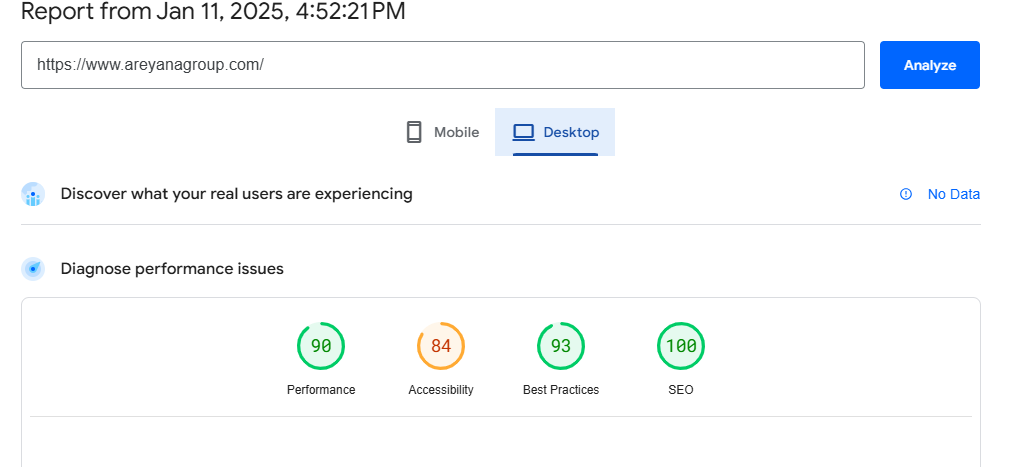 Report from Jan 11, 2025, 4:52:21 PM
https://www.areyanagroup.com/
Analyze
Mobile
Desktop
Discover what your real users are experiencing
No Data
Diagnose performance issues
90
84
93
100
Performance
Accessibility
Best Practices
SEO